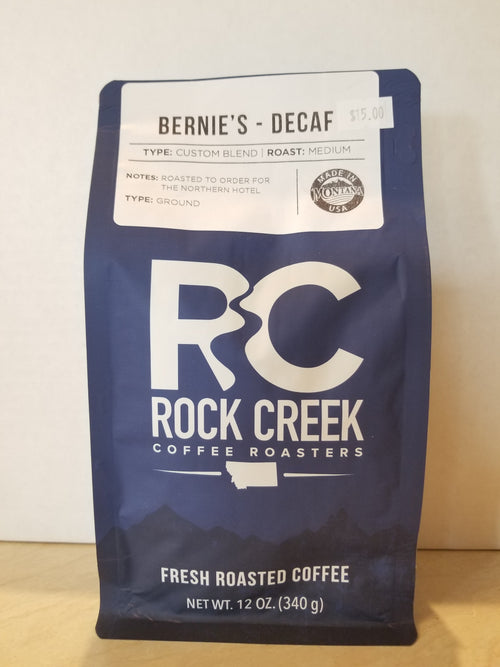 BERNIE'S - DECAF
$15.00
TYPE: CUSTOM BLEND | ROAST: MEDIUM
NOTES: ROASTED TO ORDER FOR
THE NORTHERN HOTEL
TYPE: GROUND
MADE IN
MONTANA
USA
RC
ROCK CREEK
COFFEE ROASTERS
FRESH ROASTED COFFEE
NET WT. 12 OZ. (340 g)